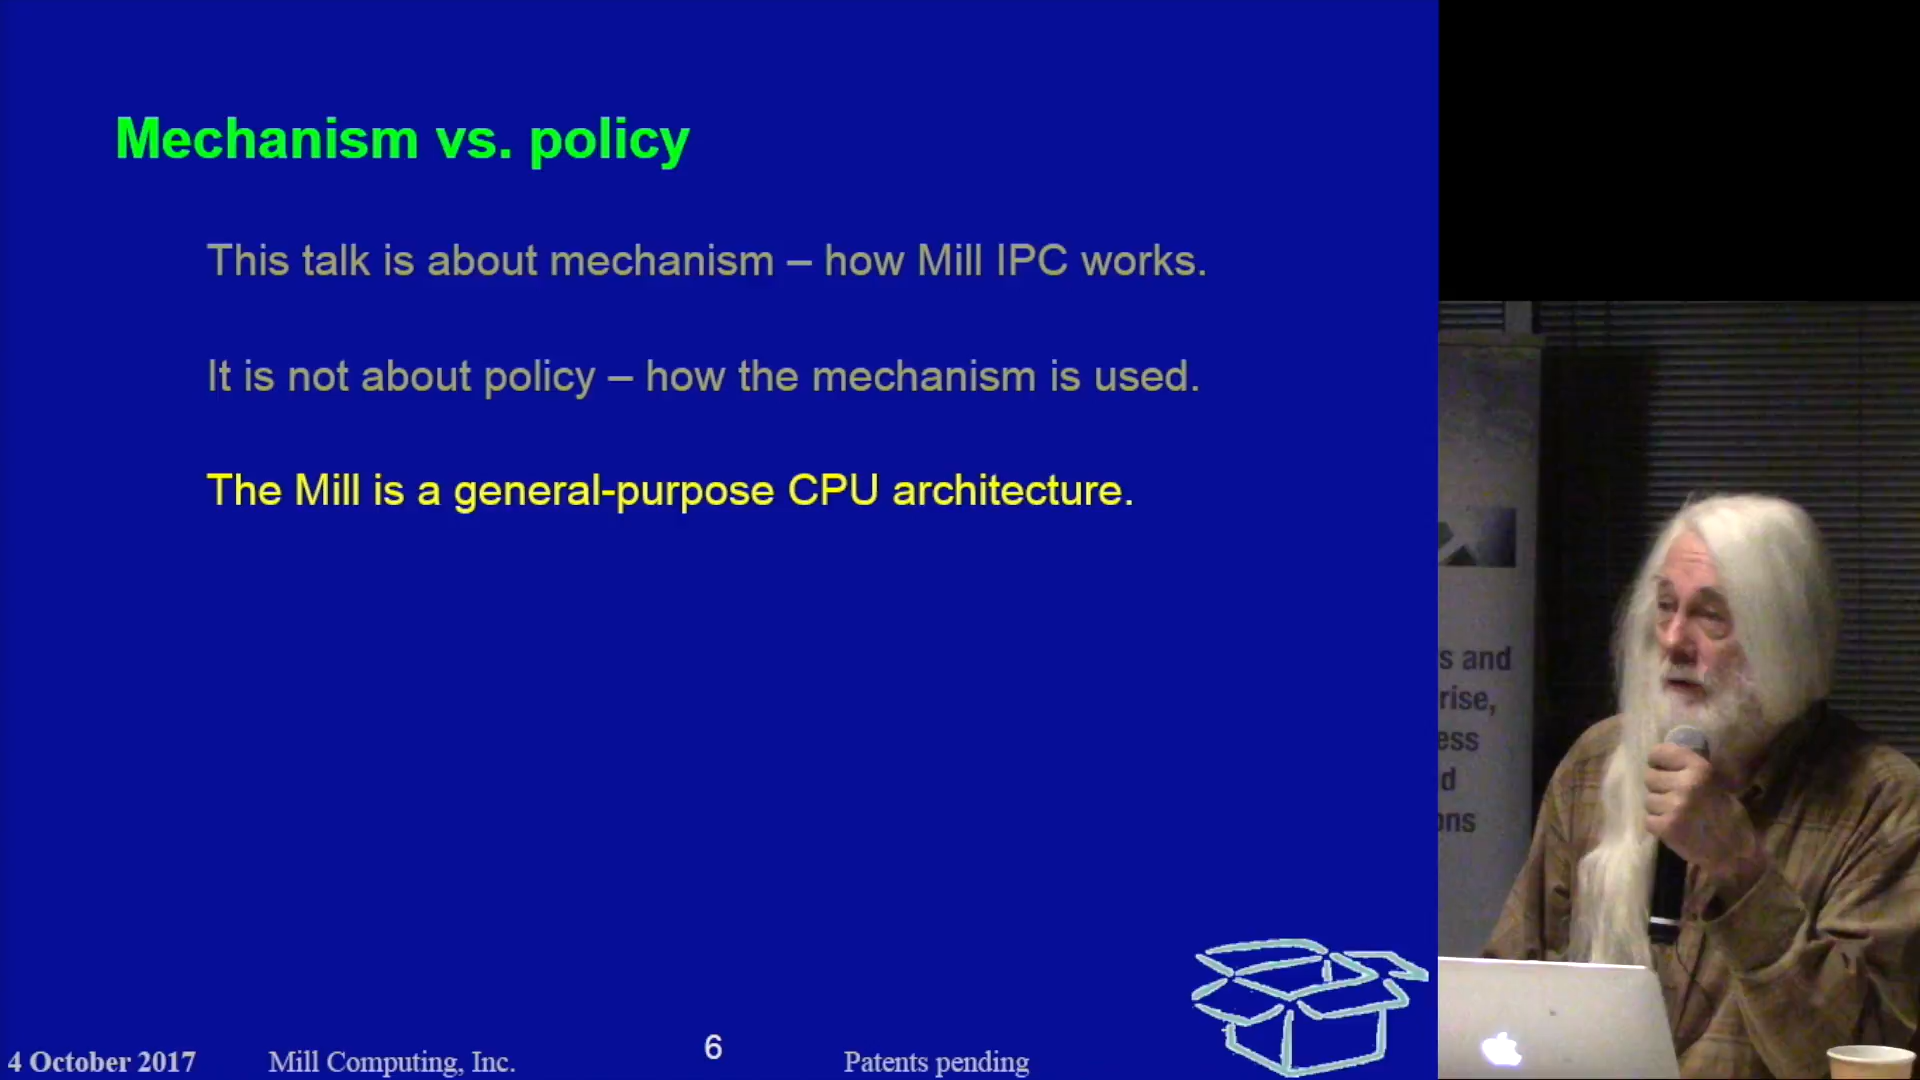 Mechanism vs. policy
This talk is about mechanism – how Mill IPC works.
It is not about policy – how the mechanism is used.
The Mill is a general-purpose CPU architecture.
s and
rise,
ess
d
ons
4 October 2017
Mill Computing, Inc.
6
Patents pending